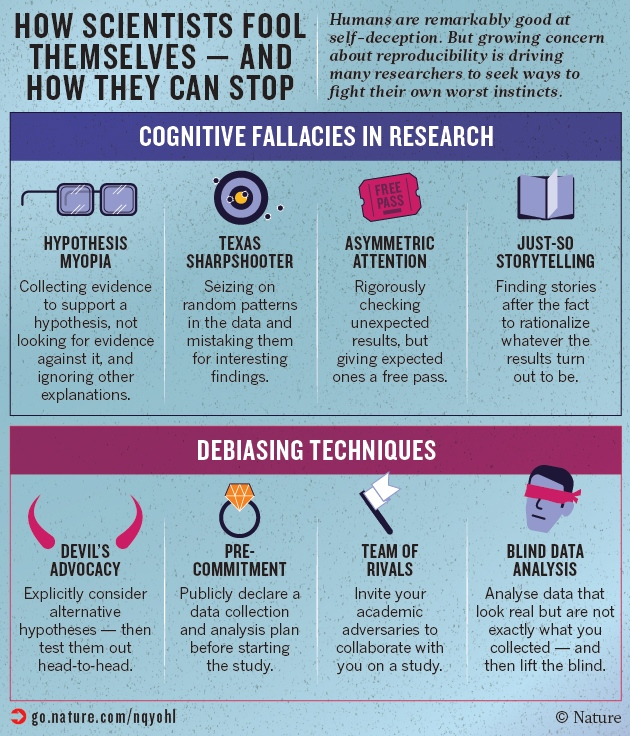 HOW SCIENTISTS FOOL
THEMSELVES — AND
HOW THEY CAN STOP
Humans are remarkably good at
self-deception. But growing concern
about reproducibility is driving
many researchers to seek ways to
fight their own worst instincts.
COGNITIVE FALLACIES IN RESEARCH
HYPOTHESIS
MYOPIA
Collecting evidence
to support a
hypothesis, not
looking for evidence
against it, and
ignoring other
explanations.
TEXAS
SHARPSHOOTER
Seizing on
random patterns
in the data and
mistaking them
for interesting
findings.
FREE
PASS
ASYMMETRIC
ATTENTION
Rigorously
checking
unexpected
results, but
giving expected
ones a free pass.
JUST-SO
STORYTELLING
Finding stories
after the fact
to rationalize
whatever the
results turn
out to be.
DEBIASING TECHNIQUES
DEVIL'S
ADVOCACY
Explicitly consider
alternative
hypotheses — then
test them out
head-to-head.
PRE-
COMMITMENT
Publicly declare a
data collection
and analysis plan
before starting
the study.
TEAM OF
RIVALS
Invite your
academic
adversaries to
collaborate with
you on a study.
BLIND DATA
ANALYSIS
Analyse data that
look real but are not
exactly what you
collected — and
then lift the blind.
go.nature.com/nqyohl
© Nature